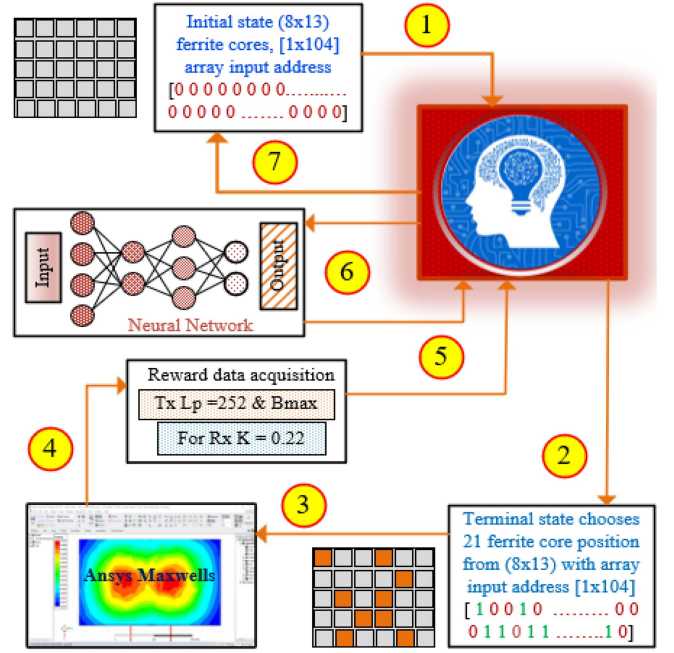 Initial state (8x13)
ferrite cores, [1x104]
array input address
[0 0 0 0 0 0 0 0............
0 0 0 0 0 ....... 0 0 0 0]
1
7
Input
Output
Neural Network
6
Reward data acquisition
Tx Lp =252 & Bmax
For Rx K = 0.22
5
4
2
3
Ansys Maxwells
Terminal state chooses
21 ferrite core position
from (8x13) with array
input address [1x104]
[ 1 0 0 1 0 ......... 0 0
0 1 1 0 1 1 ........1 0]